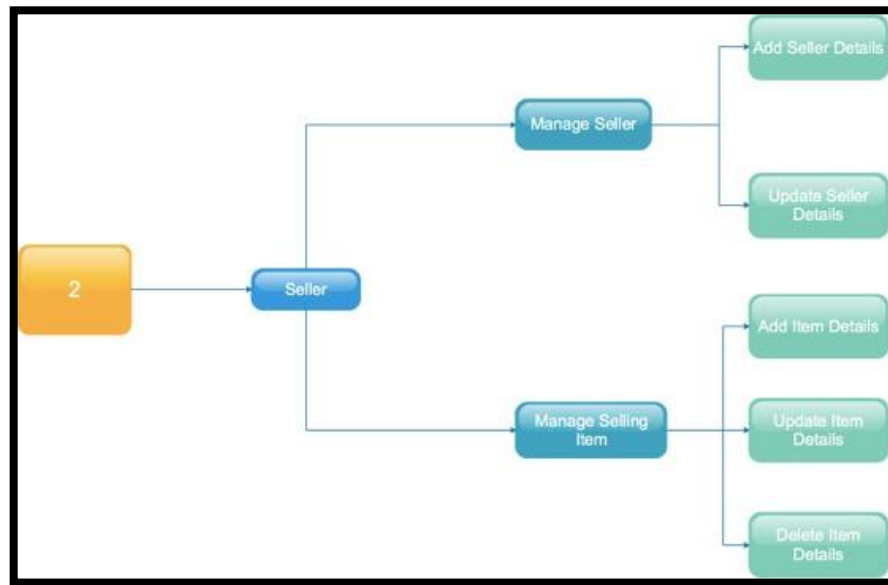 2
Seller
Manage Seller
Add Seller Details
Update Seller
Details
Manage Selling
Item
Add Item Details
Update Item
Details
Delete Item
Details